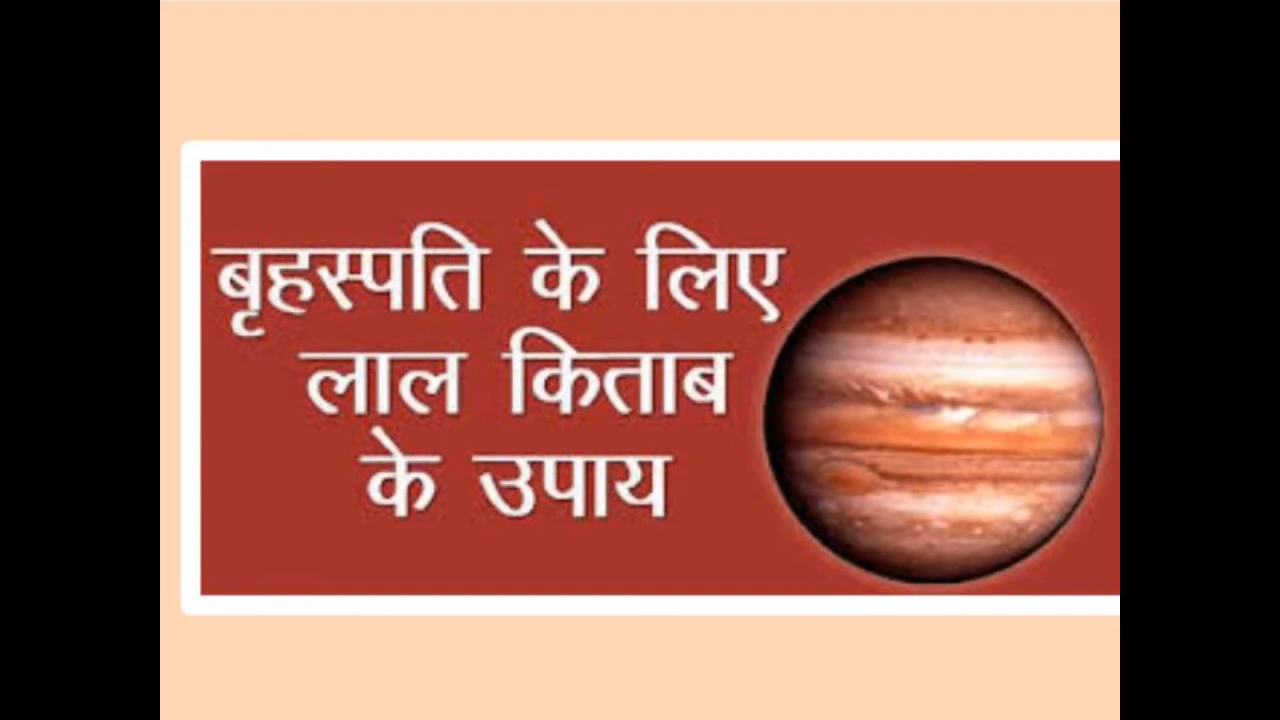 बृहस्पति के लिए
लाल किताब
के उपाय